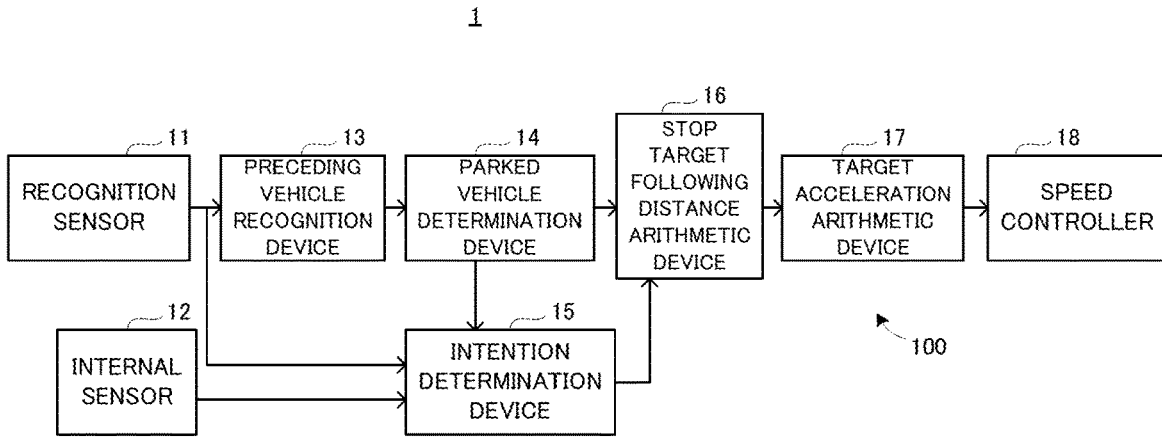 1
11
RECOGNITION
SENSOR
13
PRECEDING
VEHICLE
RECOGNITION
DEVICE
14
PARKED
VEHICLE
DETERMINATION
DEVICE
16
STOP
TARGET
FOLLOWING
DISTANCE
ARITHMETIC
DEVICE
17
TARGET
ACCELERATION
ARITHMETIC
DEVICE
18
SPEED
CONTROLLER
12
INTERNAL
SENSOR
15
INTENTION
DETERMINATION
DEVICE
100